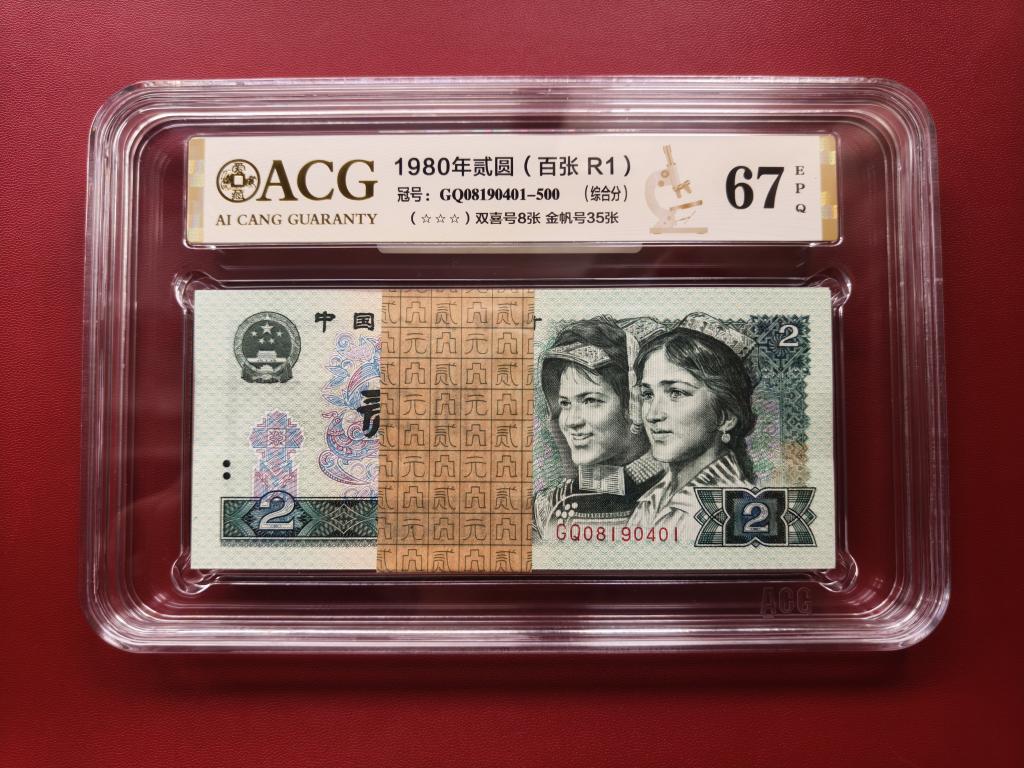 ACG
AI CANG GUARANTY
1980年贰圆（百张 R1）
冠号：GQ08190401-500 （综合分）
（☆☆☆）双喜号8张 金帆号35张
67
EPQ
中国
2
贰
2
GQ08190401
2
ACG